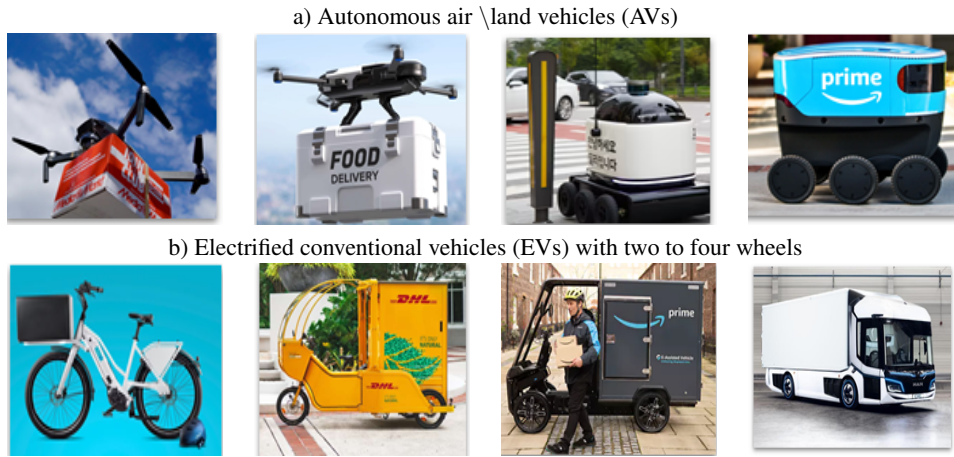 a) Autonomous air \land vehicles (AVs)
FOOD
DELIVERY
prime
b) Electrified conventional vehicles (EVs) with two to four wheels
DHL
DHL
prime